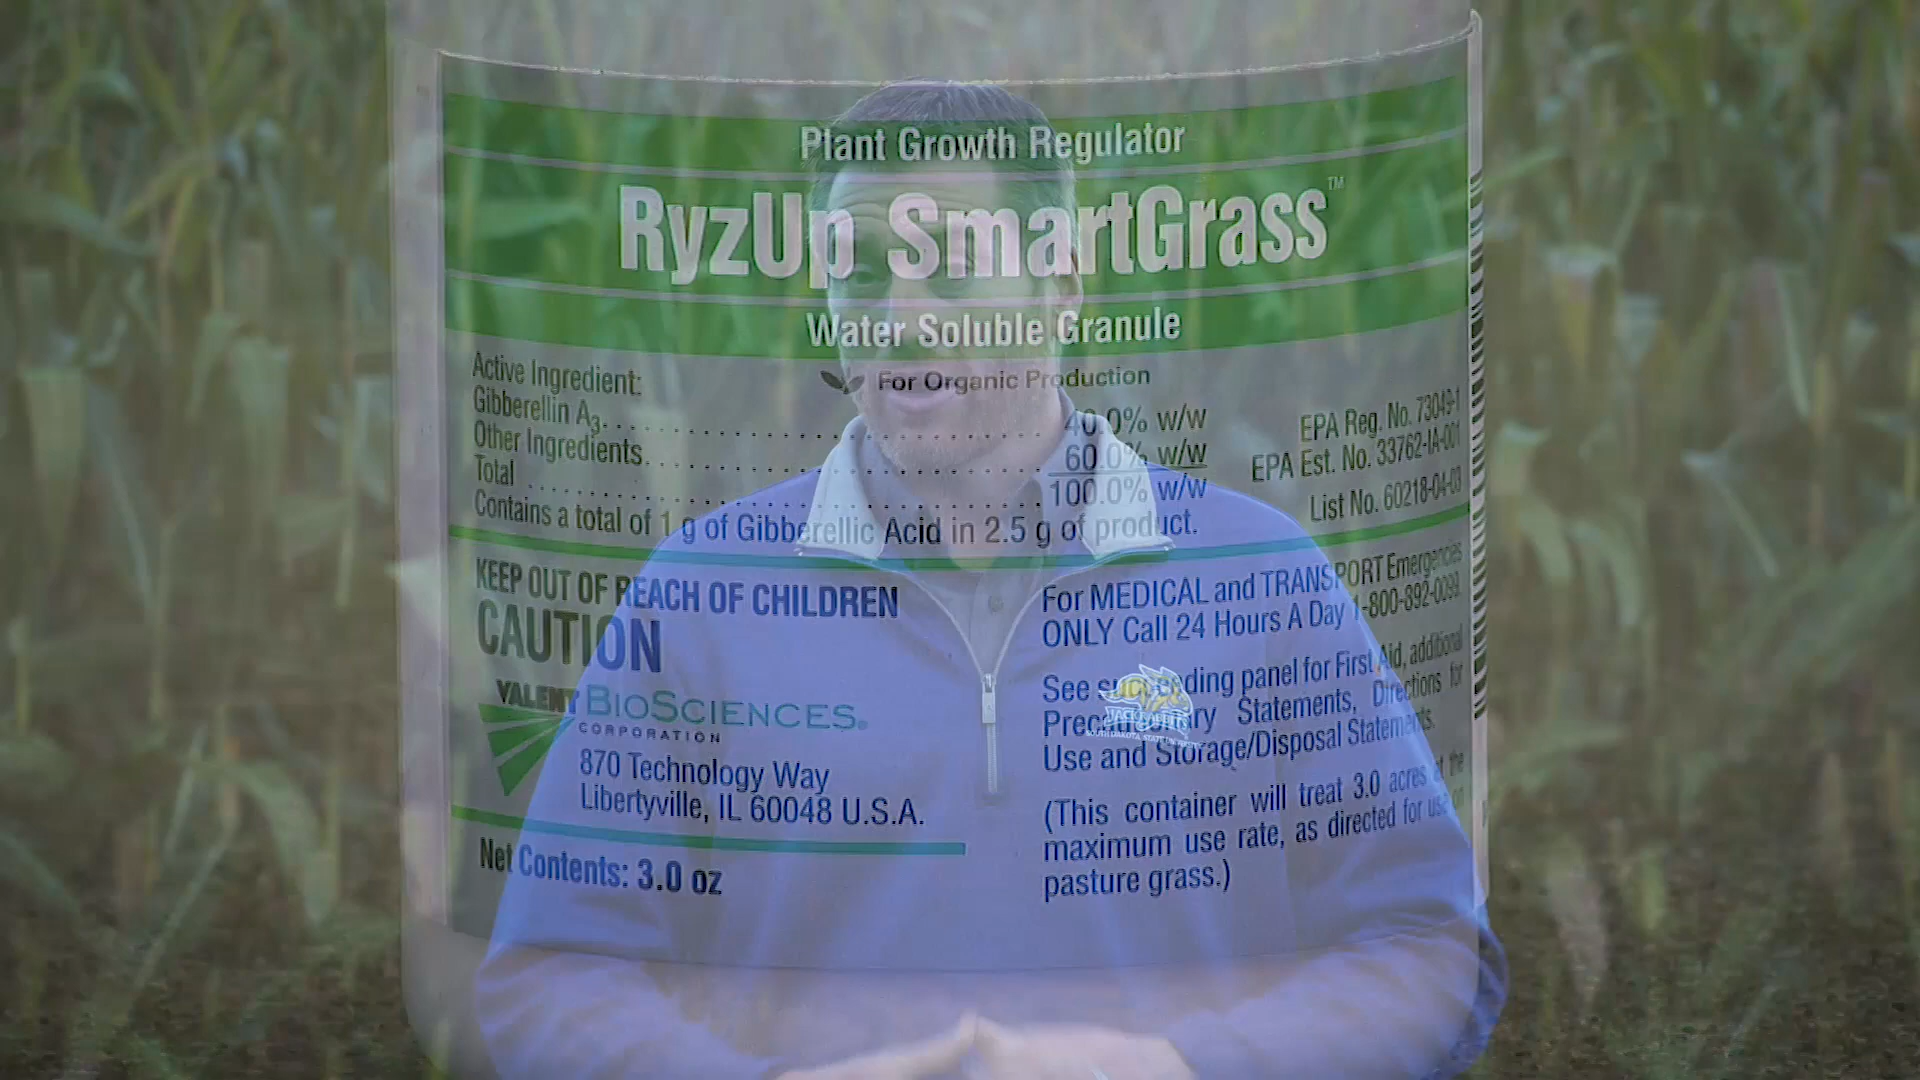 Plant Growth Regulator
RyzUp SmartGrass™
Water Soluble Granule
For Organic Production
Active Ingredient:
Gibberellin A3. . . . . . . . . . . . . . . . . . . . . . . . . . . . . 40.0% w/w
Other Ingredients. . . . . . . . . . . . . . . . . . . . . . . . . . . 60.0% w/w
Total . . . . . . . . . . . . . . . . . . . . . . . . . . . . . . . . . . 100.0% w/w
Contains a total of 1 g of Gibberellic Acid in 2.5 g of product.
EPA Reg. No. 73049-1
EPA Est. No. 33762-IA-001
List No. 60218-04-03
KEEP OUT OF REACH OF CHILDREN
CAUTION
VALENT BIOSCIENCES®
CORPORATION
870 Technology Way
Libertyville, IL 60048 U.S.A.
Net Contents: 3.0 oz
For MEDICAL and TRANSPORT Emergencies
ONLY Call 24 Hours A Day 1-800-892-0099.
See panel for First Aid, additional
Precautionary Statements, Directions for
Use and Storage/Disposal Statements.
(This container will treat 3.0 acres at the
maximum use rate, as directed for use on
pasture grass.)
JACKRABBITS
SOUTH DAKOTA STATE UNIVERSITY